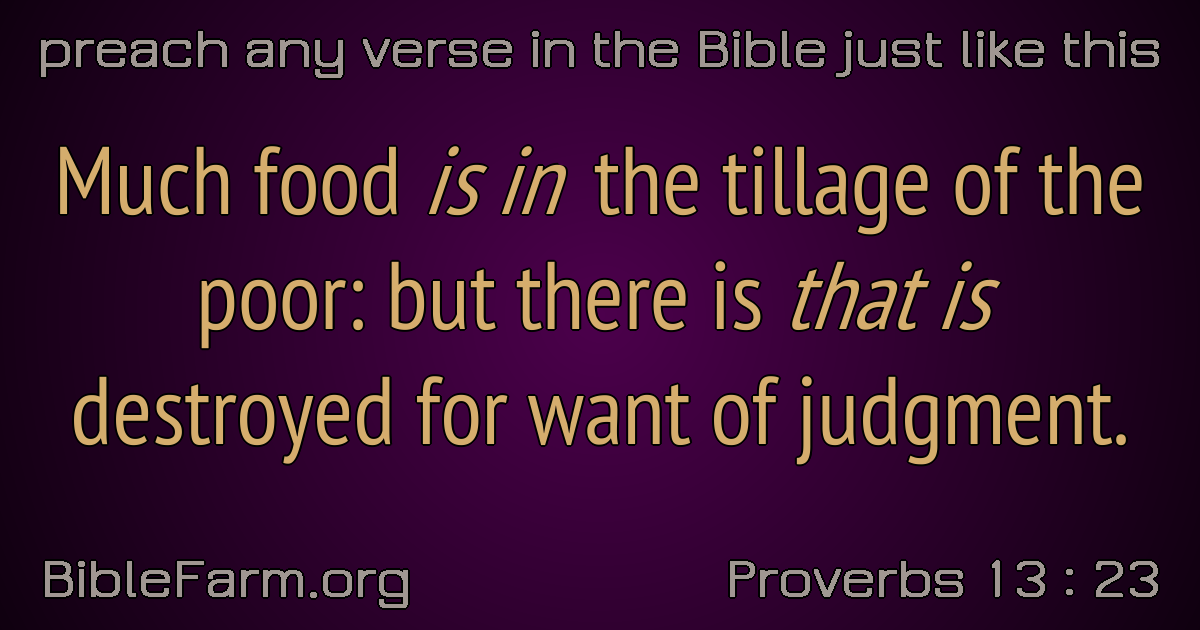 preach any verse in the Bible just like this
Much food is in the tillage of the
poor: but there is that is
destroyed for want of judgment.
BibleFarm.org
Proverbs 13 : 23